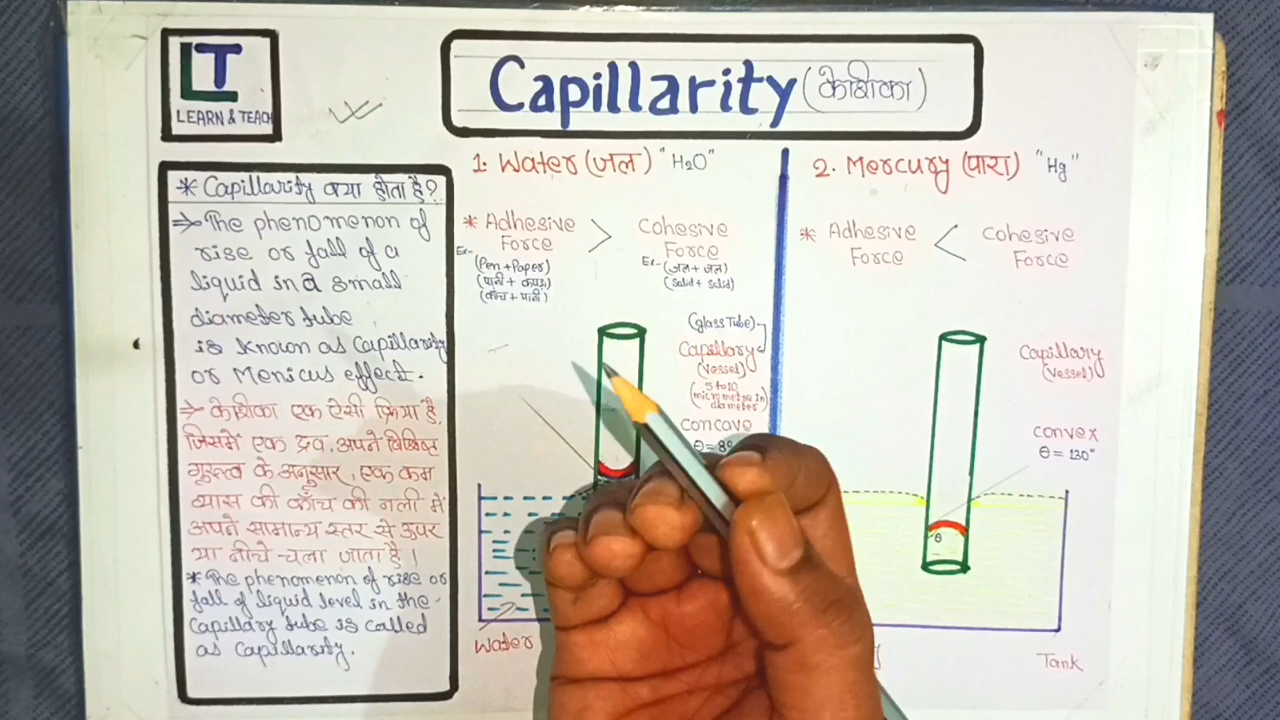 LT
LEARN & TEACH
Capillarity (केशीका)
* Capillarity क्या होता है?
⇒ The phenomenon of
rise or fall of a
liquid in a small
diameter tube
is known as Capillarity
or Menicus effect.
→ केशीका एक ऐसी क्रिया है,
जिसमें एक द्रव, अपने विशिष्ट
गुरुत्व के अनुसार, एक कम
व्यास की काँच की नली में
अपने सामान्य स्तर से ऊपर
या नीचे चला जाता है।
* The phenomenon of rise or
fall of liquid level in the
Capillary tube is called
as Capillarity.
1. Water (जल) "H2O"
* Adhesive Force > Cohesive Force
Ex-
(Pen + Paper)
(पानी + कपड़ा)
(काँच + पानी)
Ex- (जल + जल)
(Solid + Solid)
(Glass Tube)
Capillary
(Vessel)
5 to 10
(micrometre In
diameter)
Concave
θ = 8°
Water
2. Mercury (पारा) "Hg"
* Adhesive Force < Cohesive Force
Capillary
(Vessel)
Convex
θ = 130°
θ
Tank